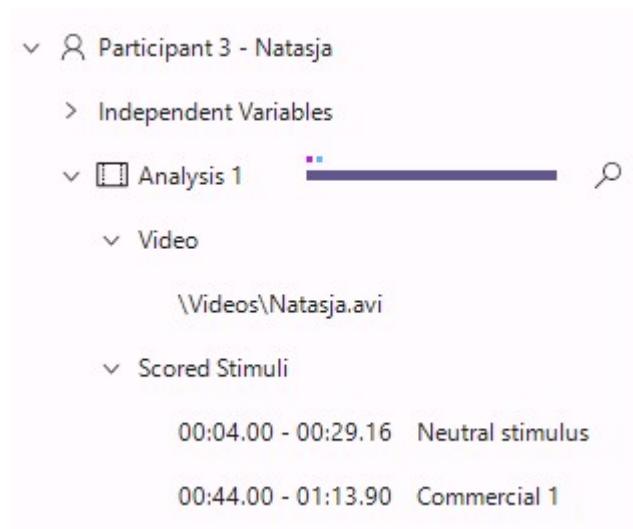 Participant 3 - Natasja
Independent Variables
Analysis 1
Video
\Videos\Natasja.avi
Scored Stimuli
00:04.00 - 00:29.16 Neutral stimulus
00:44.00 - 01:13.90 Commercial 1